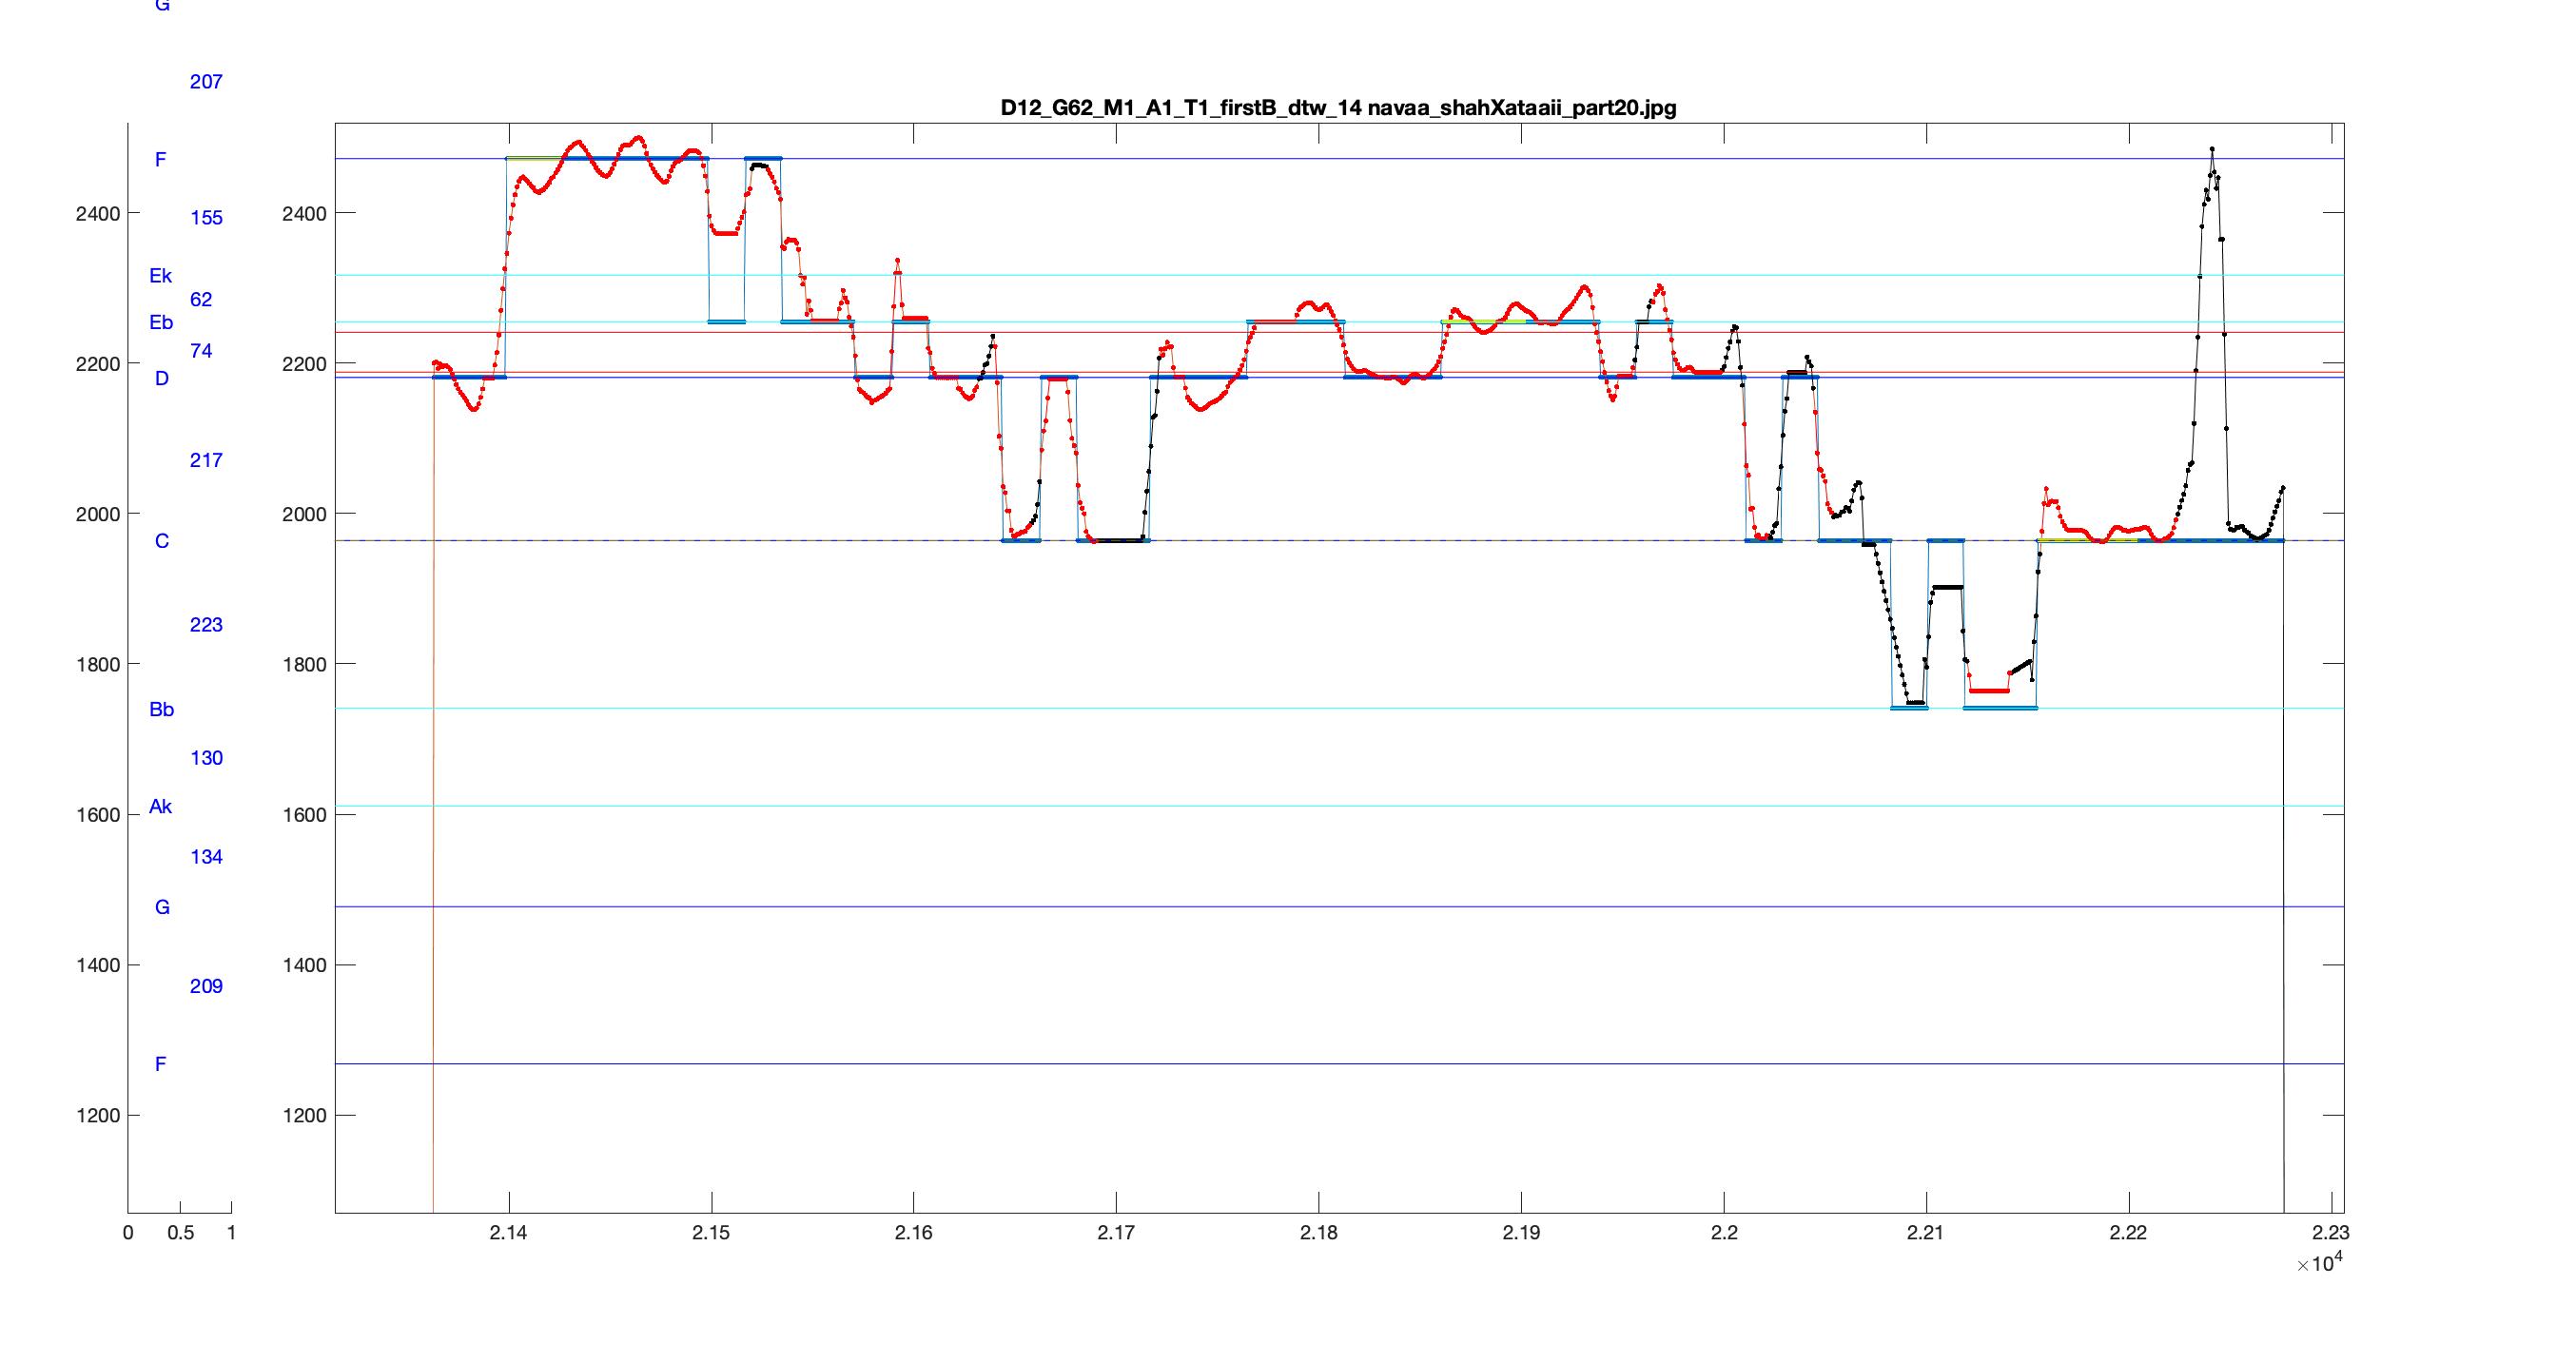 G
207
D12_G62_M1_A1_T1_firstB_dtw_14 navaa_shahXataaii_part20.jpg
F
2400 155 2400
Ek
62
Eb
74
2200 2200
D
217
2000 2000
C
223
1800 1800
Bb
130
Ak
1600 1600
134
G
1400 1400
209
F
1200 1200
0 0.5 1 2.14 2.15 2.16 2.17 2.18 2.19 2.2 2.21 2.22 2.23
×10⁴